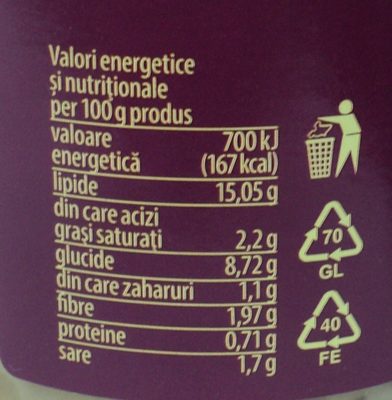 Valori energetice
și nutriționale
per 100 g produs
valoare 700 kJ
energetică (167 kcal)
lipide 15,05 g
din care acizi
grași saturați 2,2 g
glucide 8,72 g
din care zaharuri 1,1 g
fibre 1,97 g
proteine 0,71 g
sare 1,7 g
70
GL
40
FE